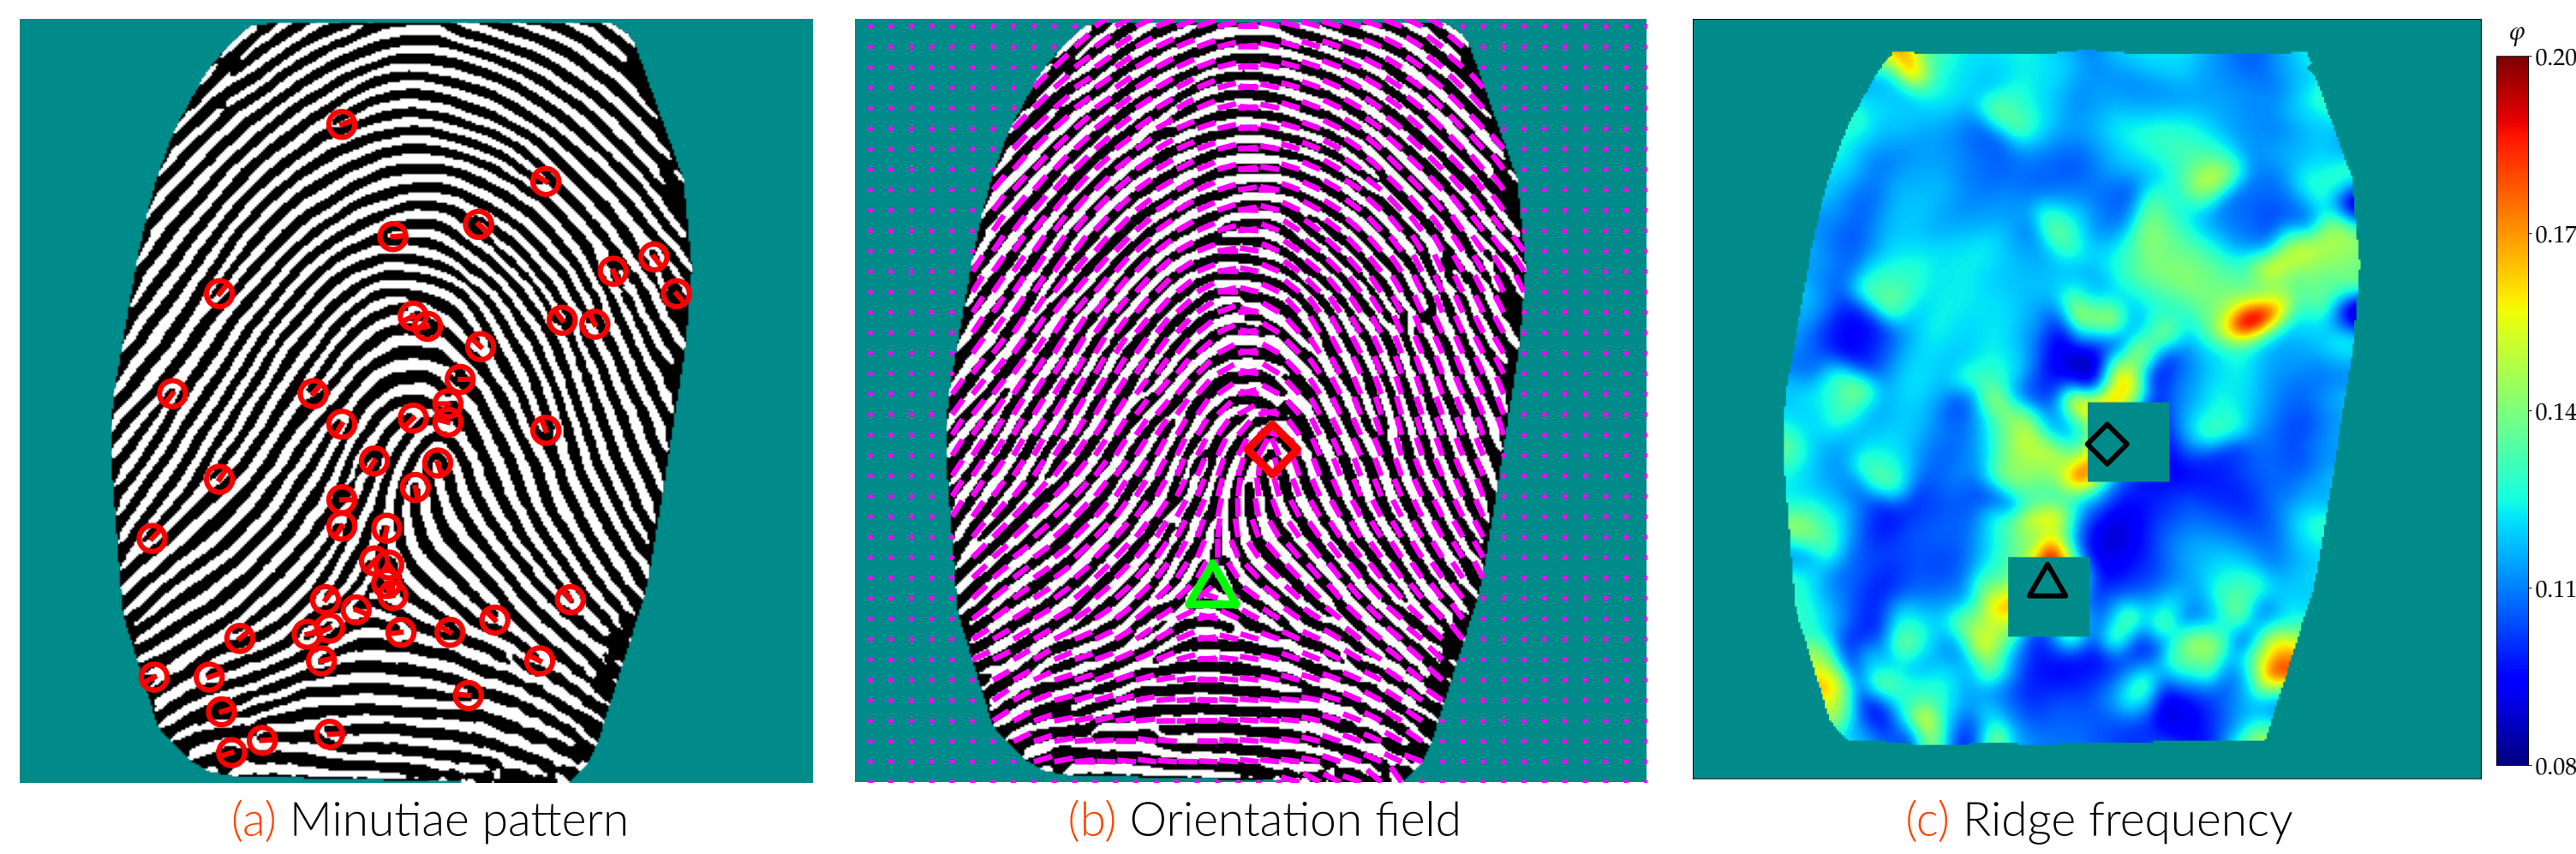 φ
0.20
0.17
0.14
0.11
0.08
(a) Minutiae pattern
(b) Orientation field
(c) Ridge frequency